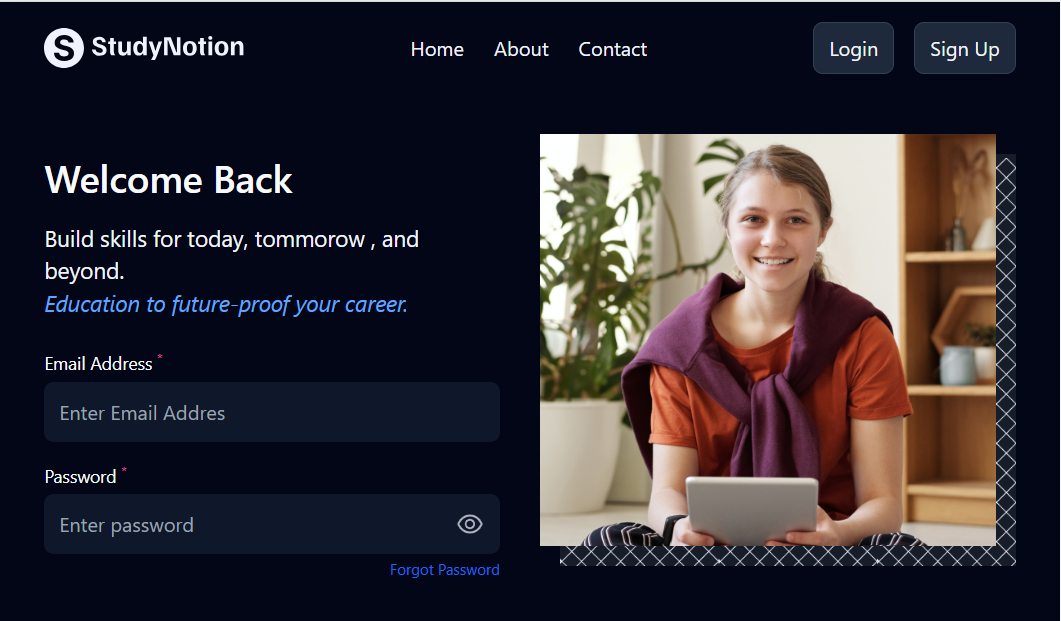 StudyNotion
Home
About
Contact
Login
Sign Up
Welcome Back
Build skills for today, tommorow , and
beyond.
Education to future-proof your career.
Email Address *
Enter Email Addres
Password *
Enter password
Forgot Password